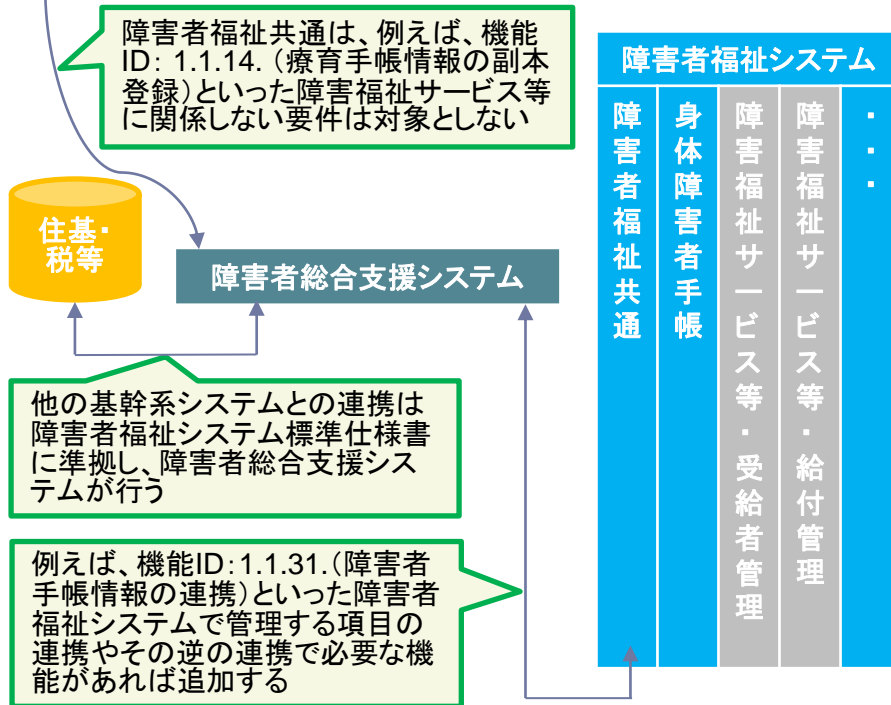 障害者福祉共通は、例えば、機能
ID: 1.1.14. (療育手帳情報の副本
登録)といった障害福祉サービス等
に関係しない要件は対象としない
住基・
税等
障害者総合支援システム
他の基幹系システムとの連携は
障害者福祉システム標準仕様書
に準拠し、障害者総合支援シス
テムが行う
例えば、機能ID：1.1.31.(障害者
手帳情報の連携)といった障害者
福祉システムで管理する項目の
連携やその逆の連携で必要な機
能があれば追加する
障害者福祉システム
障害者福祉共通
身体障害者手帳
障害福祉サービス等・受給者管理
障害福祉サービス等・給付管理
・・・